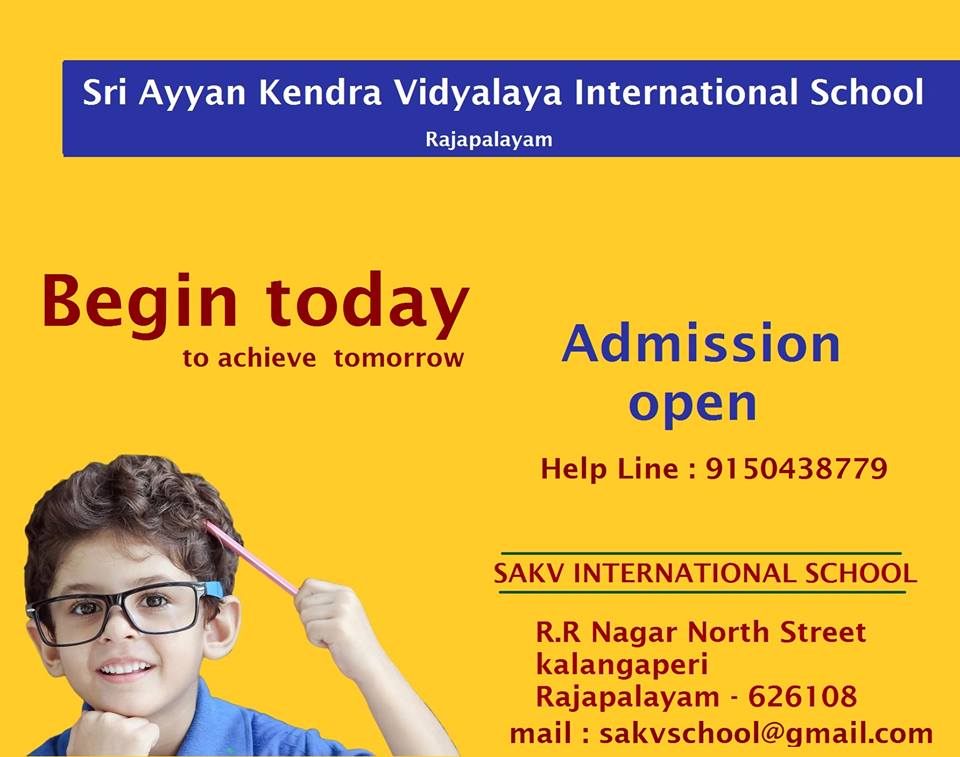 Sri Ayyan Kendra Vidyalaya International School
Rajapalayam
Begin today
to achieve tomorrow
Admission
open
Help Line : 9150438779
SAKV INTERNATIONAL SCHOOL
R.R Nagar North Street
kalangaperi
Rajapalayam - 626108
mail : sakvschool@gmail.com